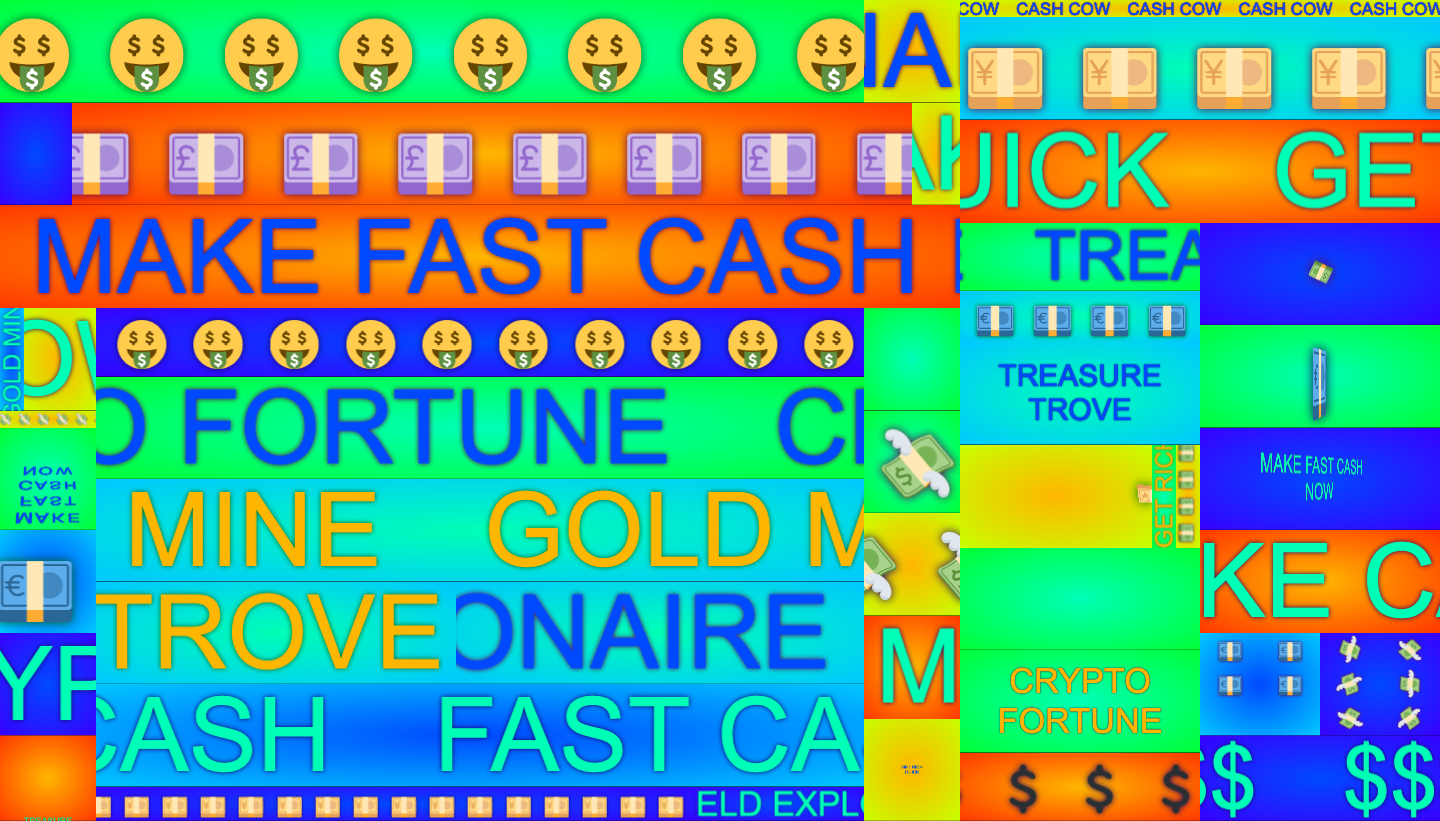 CASH COW CASH COW CASH COW CASH COW
UICK GET
MAKE FAST CASH
TREA
TREASURE
TROVE
GOLD MIN
OW
O FORTUNE
MINE GOLD M
TROVE
ONAIRE
CASH FAST CA
ELD EXPLO
MAKE
FAST
CASH
NOW
YP
M
GET RICH
MAKE FAST CASH
NOW
KE CA
CRYPTO
FORTUNE
$ $ $
$$ $$